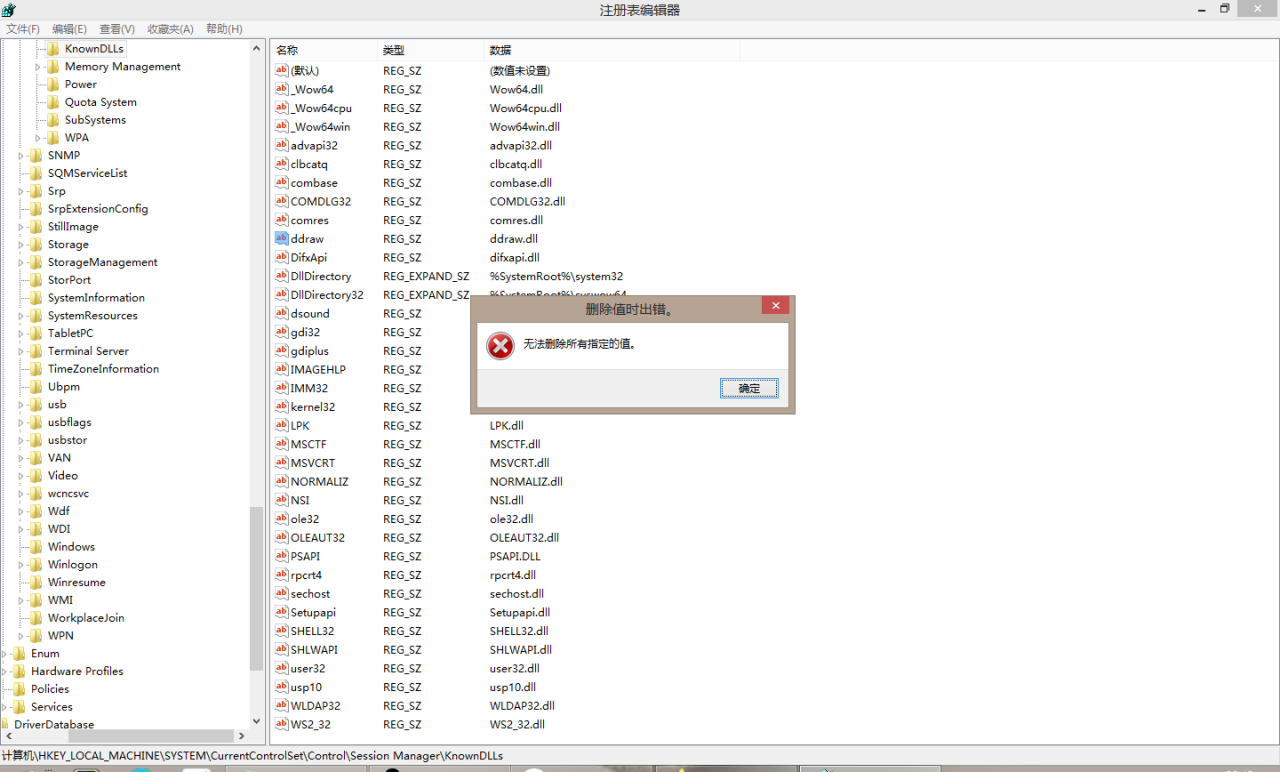 注册表编辑器
文件(F) 编辑(E) 查看(V) 收藏夹(A) 帮助(H)
KnownDLLs
Memory Management
Power
Quota System
SubSystems
WPA
SNMP
SQMServiceList
Srp
SrpExtensionConfig
StillImage
Storage
StorageManagement
StorPort
SystemInformation
SystemResources
TabletPC
Terminal Server
TimeZoneInformation
Ubpm
usb
usbflags
usbstor
VAN
Video
wcncsvc
Wdf
WDI
Windows
Winlogon
Winresume
WMI
WorkplaceJoin
WPN
Enum
Hardware Profiles
Policies
Services
DriverDatabase
名称 类型 数据
(默认) REG_SZ (数值未设置)
_Wow64 REG_SZ Wow64.dll
_Wow64cpu REG_SZ Wow64cpu.dll
_Wow64win REG_SZ Wow64win.dll
advapi32 REG_SZ advapi32.dll
clbcatq REG_SZ clbcatq.dll
combase REG_SZ combase.dll
COMDLG32 REG_SZ COMDLG32.dll
comres REG_SZ comres.dll
ddraw REG_SZ ddraw.dll
DifxApi REG_SZ difxapi.dll
DllDirectory REG_EXPAND_SZ %SystemRoot%\system32
DllDirectory32 REG_EXPAND_SZ %SystemRoot%\syswow64
dsound REG_SZ
gdi32 REG_SZ
gdiplus REG_SZ
IMAGEHLP REG_SZ
IMM32 REG_SZ
kernel32 REG_SZ
LPK REG_SZ LPK.dll
MSCTF REG_SZ MSCTF.dll
MSVCRT REG_SZ MSVCRT.dll
NORMALIZ REG_SZ NORMALIZ.dll
NSI REG_SZ NSI.dll
ole32 REG_SZ ole32.dll
OLEAUT32 REG_SZ OLEAUT32.dll
PSAPI REG_SZ PSAPI.DLL
rpcrt4 REG_SZ rpcrt4.dll
sechost REG_SZ sechost.dll
Setupapi REG_SZ Setupapi.dll
SHELL32 REG_SZ SHELL32.dll
SHLWAPI REG_SZ SHLWAPI.dll
user32 REG_SZ user32.dll
usp10 REG_SZ usp10.dll
WLDAP32 REG_SZ WLDAP32.dll
WS2_32 REG_SZ WS2_32.dll
删除值时出错。
无法删除所有指定的值。
确定
计算机\HKEY_LOCAL_MACHINE\SYSTEM\CurrentControlSet\Control\Session Manager\KnownDLLs